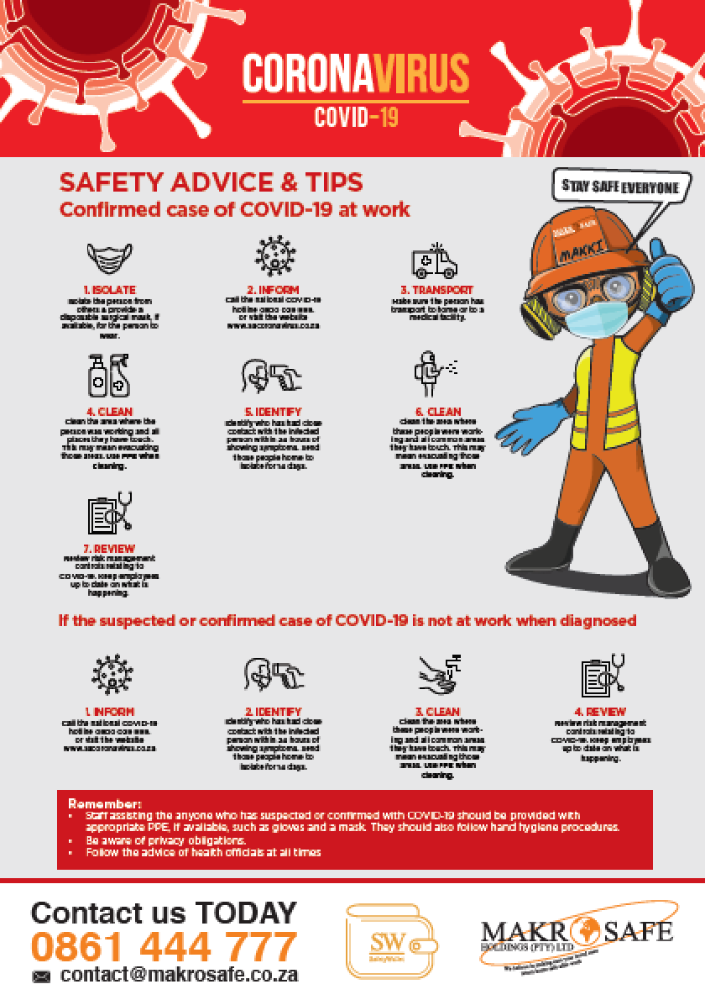 CORONAVIRUS
COVID-19
SAFETY ADVICE & TIPS
Confirmed case of COVID-19 at work
STAY SAFE EVERYONE
MAKRO SAFE
MAKKI
1. ISOLATE
Isolate the person from
others & provide a
disposable surgical mask, if
available, for the person to
wear.
2. INFORM
Call the national COVID-19
hotline 0800 029 999.
or visit the website
www.sacoronavirus.co.za
3. TRANSPORT
Make sure the person has
transport to home or to a
medical facility.
4. CLEAN
Clean the area where the
person was working and all
places they have touch.
This may mean evacuating
those areas. Use PPE when
cleaning.
5. IDENTIFY
Identify who has had close
contact with the infected
person within 24 hours of
showing symptoms. Send
those people home to
isolate for 14 days.
6. CLEAN
Clean the area where
these people were work-
ing and all common areas
they have touch. This may
mean evacuating those
areas. Use PPE when
cleaning.
7. REVIEW
Review risk management
controls relating to
COVID-19. Keep employees
up to date on what is
happening.
If the suspected or confirmed case of COVID-19 is not at work when diagnosed
1. INFORM
Call the national COVID-19
hotline 0800 029 999.
or visit the website
www.sacoronavirus.co.za
2. IDENTIFY
Identify who has had close
contact with the infected
person within 24 hours of
showing symptoms. Send
those people home to
isolate for 14 days.
3. CLEAN
Clean the area where
these people were work-
ing and all common areas
they have touch. This may
mean evacuating those
areas. Use PPE when
cleaning.
4. REVIEW
Review risk management
controls relating to
COVID-19. Keep employees
up to date on what is
happening.
Remember:
• Staff assisting the anyone who has suspected or confirmed with COVID-19 should be provided with
appropriate PPE, if available, such as gloves and a mask. They should also follow hand hygiene procedures.
• Be aware of privacy obligations.
• Follow the advice of health officials at all times
Contact us TODAY
0861 444 777
contact@makrosafe.co.za
SW
SafetyWallet
MAKRO SAFE
HOLDINGS (PTY) LTD